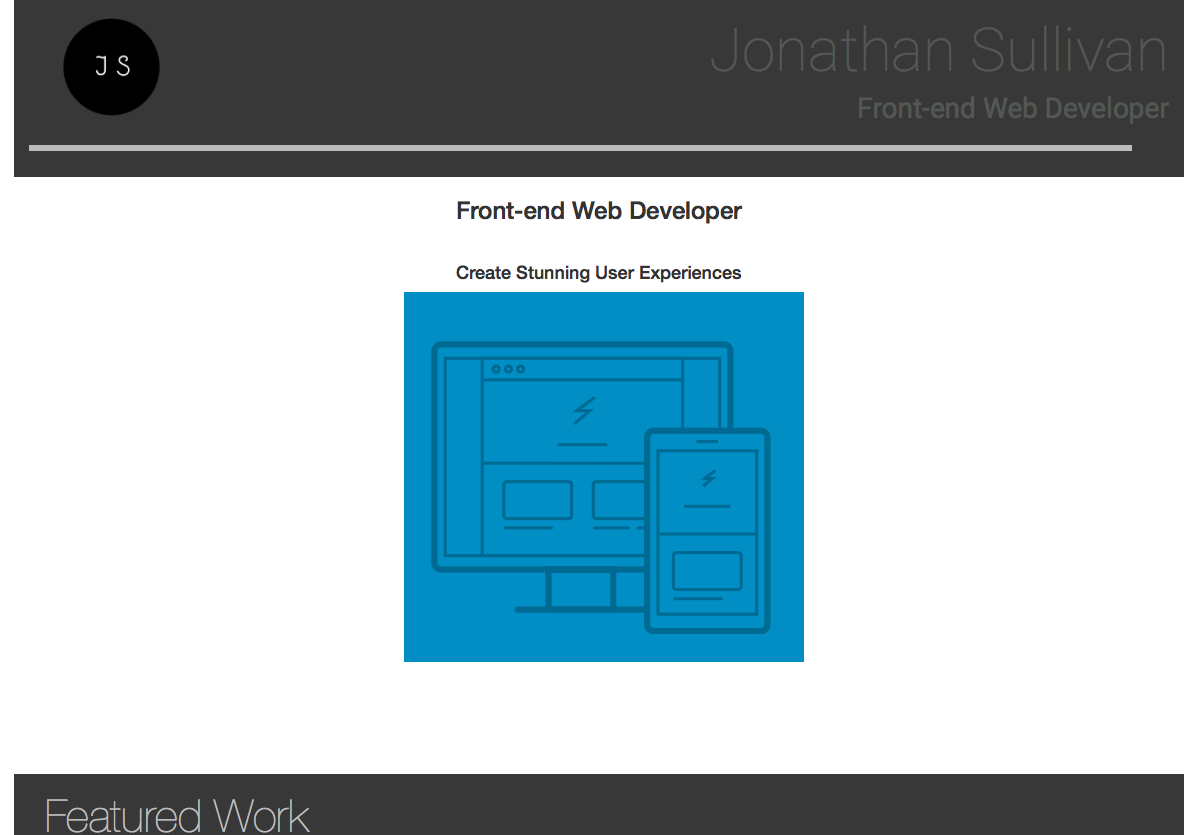 J S
Jonathan Sullivan
Front-end Web Developer
Front-end Web Developer
Create Stunning User Experiences
Featured Work